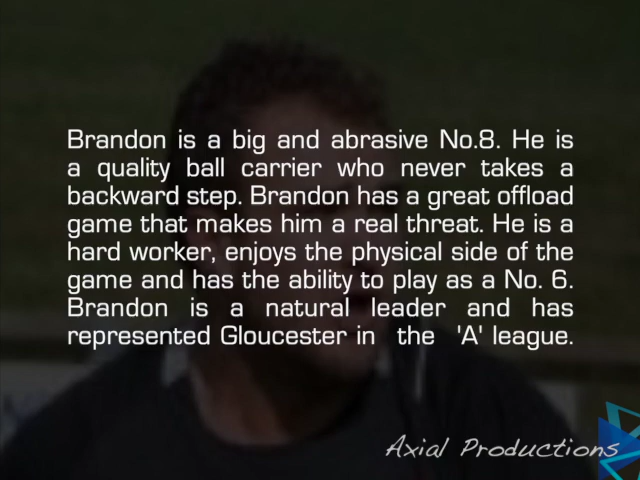 Brandon is a big and abrasive No.8. He is
a quality ball carrier who never takes a
backward step. Brandon has a great offload
game that makes him a real threat. He is a
hard worker, enjoys the physical side of the
game and has the ability to play as a No. 6.
Brandon is a natural leader and has
represented Gloucester in the 'A' league.
Axial Productions